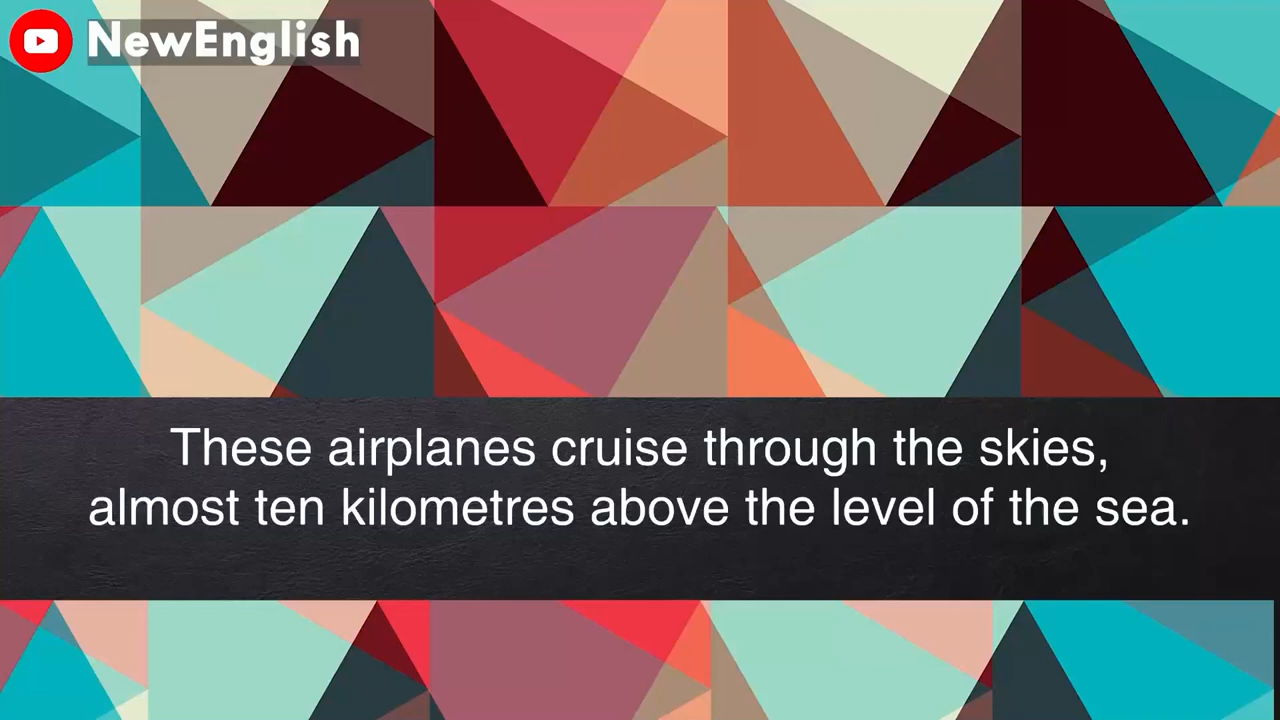 NewEnglish
These airplanes cruise through the skies,
almost ten kilometres above the level of the sea.